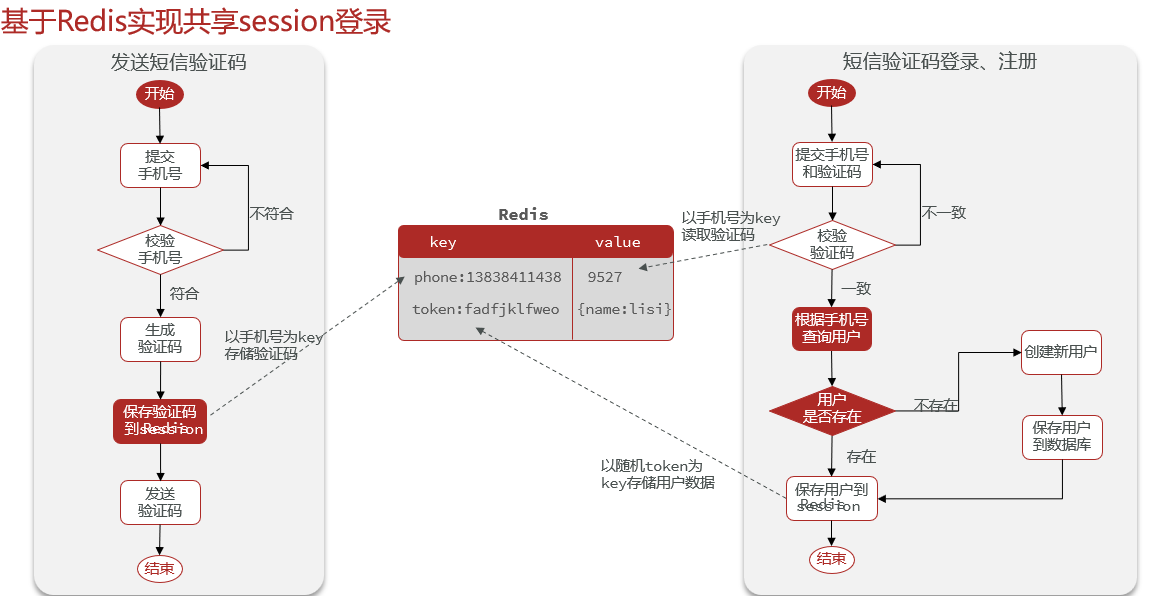 基于Redis实现共享session登录
发送短信验证码
开始
提交
手机号
不符合
校验
手机号
符合
生成
验证码
以手机号为key
存储验证码
保存验证码
到session
Redis
发送
验证码
结束
Redis
key value
phone:13838411438 9527
token:fadfjklfweo {name:lisi}
以手机号为key
读取验证码
以随机token为
key存储用户数据
短信验证码登录、注册
开始
提交手机号
和验证码
不一致
校验
验证码
一致
根据手机号
查询用户
用户
是否存在
不存在
创建新用户
保存用户
到数据库
存在
保存用户到
session
Redis
结束